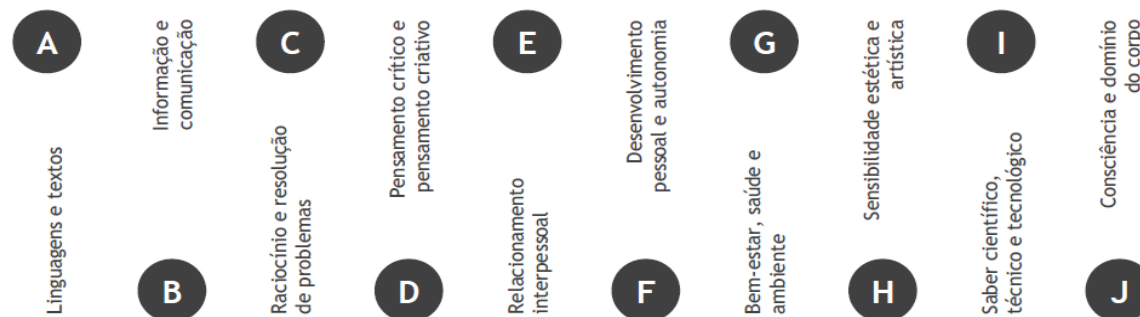 A
Linguagens e textos
Informação e
comunicação
B
C
Raciocínio e resolução
de problemas
Pensamento crítico e
pensamento criativo
D
E
Relacionamento
interpessoal
Desenvolvimento
pessoal e autonomia
F
G
Bem-estar, saúde e
ambiente
Sensibilidade estética e
artística
H
I
Saber científico,
técnico e tecnológico
Consciência e domínio
do corpo
J